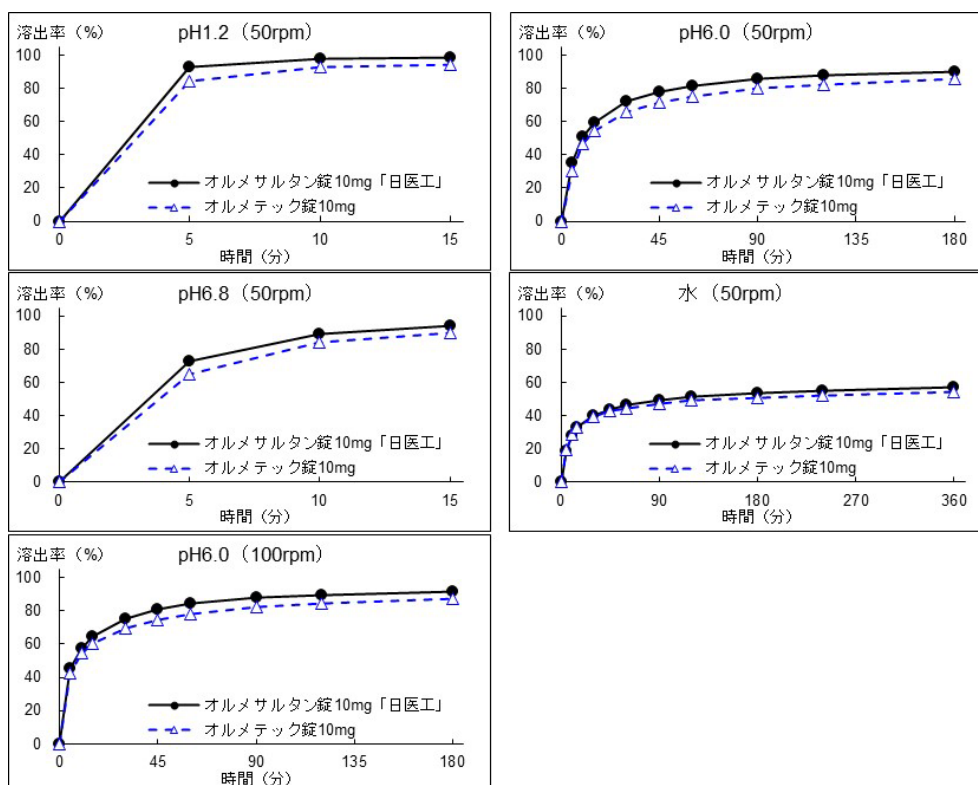 溶出率（%） pH1.2（50rpm）
100
80
60
40
20
0
オルメサルタン錠10mg「日医工」
オルメテック錠10mg
0 5 10 15
時間（分）
溶出率（%） pH6.0（50rpm）
100
80
60
40
20
0
オルメサルタン錠10mg「日医工」
オルメテック錠10mg
0 45 90 135 180
時間（分）
溶出率（%） pH6.8（50rpm）
100
80
60
40
20
0
オルメサルタン錠10mg「日医工」
オルメテック錠10mg
0 5 10 15
時間（分）
溶出率（%） 水（50rpm）
100
80
60
40
20
0
オルメサルタン錠10mg「日医工」
オルメテック錠10mg
0 90 180 270 360
時間（分）
溶出率（%） pH6.0（100rpm）
100
80
60
40
20
0
オルメサルタン錠10mg「日医工」
オルメテック錠10mg
0 45 90 135 180
時間（分）